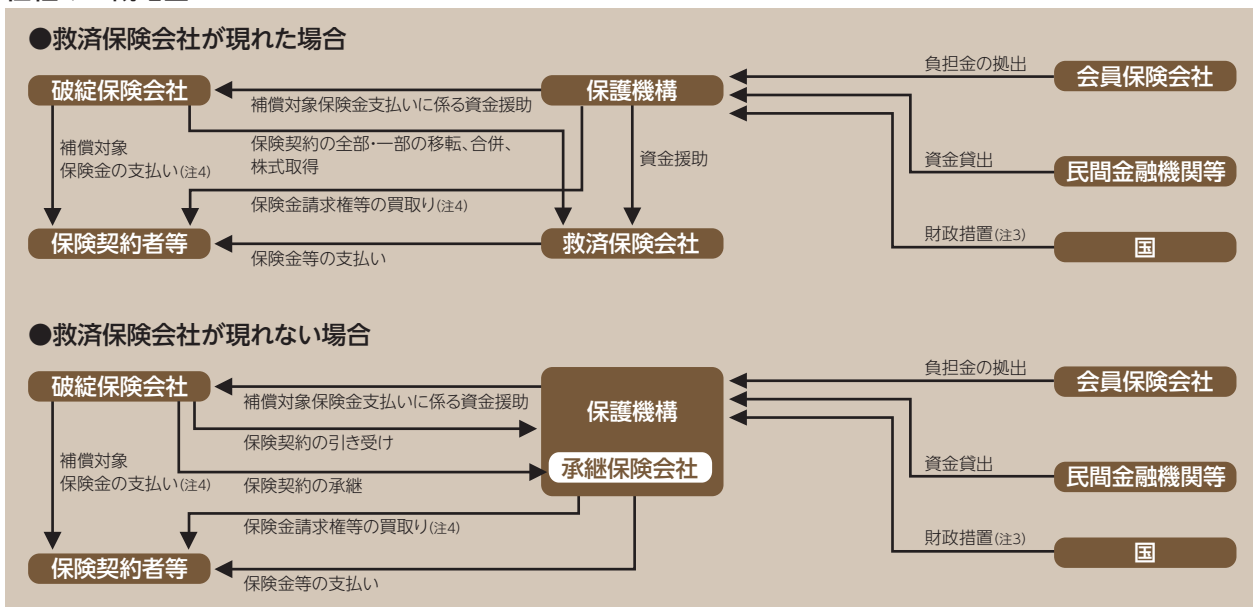 ●救済保険会社が現れた場合
破綻保険会社
保護機構
会員保険会社
負担金の拠出
補償対象保険金支払いに係る資金援助
補償対象
保険金の支払い(注4)
保険契約の全部・一部の移転、合併、
株式取得
資金援助
資金貸出
民間金融機関等
保険金請求権等の買取り(注4)
保険契約者等
救済保険会社
財政措置(注3)
国
保険金等の支払い
●救済保険会社が現れない場合
破綻保険会社
保護機構
会員保険会社
負担金の拠出
補償対象保険金支払いに係る資金援助
保険契約の引き受け
補償対象
保険金の支払い(注4)
承継保険会社
保険契約の承継
資金貸出
民間金融機関等
保険金請求権等の買取り(注4)
財政措置(注3)
国
保険契約者等
保険金等の支払い